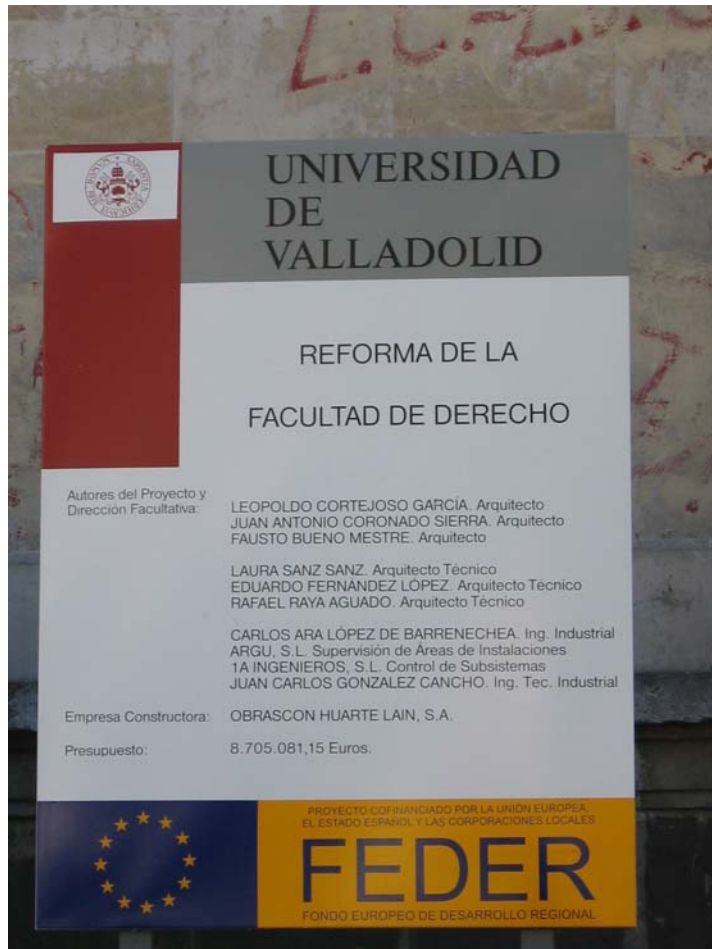 UNIVERSIDAD
DE
VALLADOLID
REFORMA DE LA
FACULTAD DE DERECHO
Autores del Proyecto y
Dirección Facultativa:
LEOPOLDO CORTEJOSO GARCÍA. Arquitecto
JUAN ANTONIO CORONADO SIERRA. Arquitecto
FAUSTO BUENO MESTRE. Arquitecto
LAURA SANZ SANZ. Arquitecto Técnico
EDUARDO FERNÁNDEZ LÓPEZ. Arquitecto Técnico
RAFAEL RAYA AGUADO. Arquitecto Técnico
CARLOS ARA LÓPEZ DE BARRENECHEA. Ing. Industrial
ARGU, S.L. Supervisión de Áreas de Instalaciones
1A INGENIEROS, S.L. Control de Subsistemas
JUAN CARLOS GONZALEZ CANCHO. Ing. Tec. Industrial
Empresa Constructora: OBRASCON HUARTE LAIN, S.A.
Presupuesto: 8.705.081,15 Euros.
PROYECTO COFINANCIADO POR LA UNIÓN EUROPEA,
EL ESTADO ESPAÑOL Y LAS CORPORACIONES LOCALES
FEDER
FONDO EUROPEO DE DESARROLLO REGIONAL